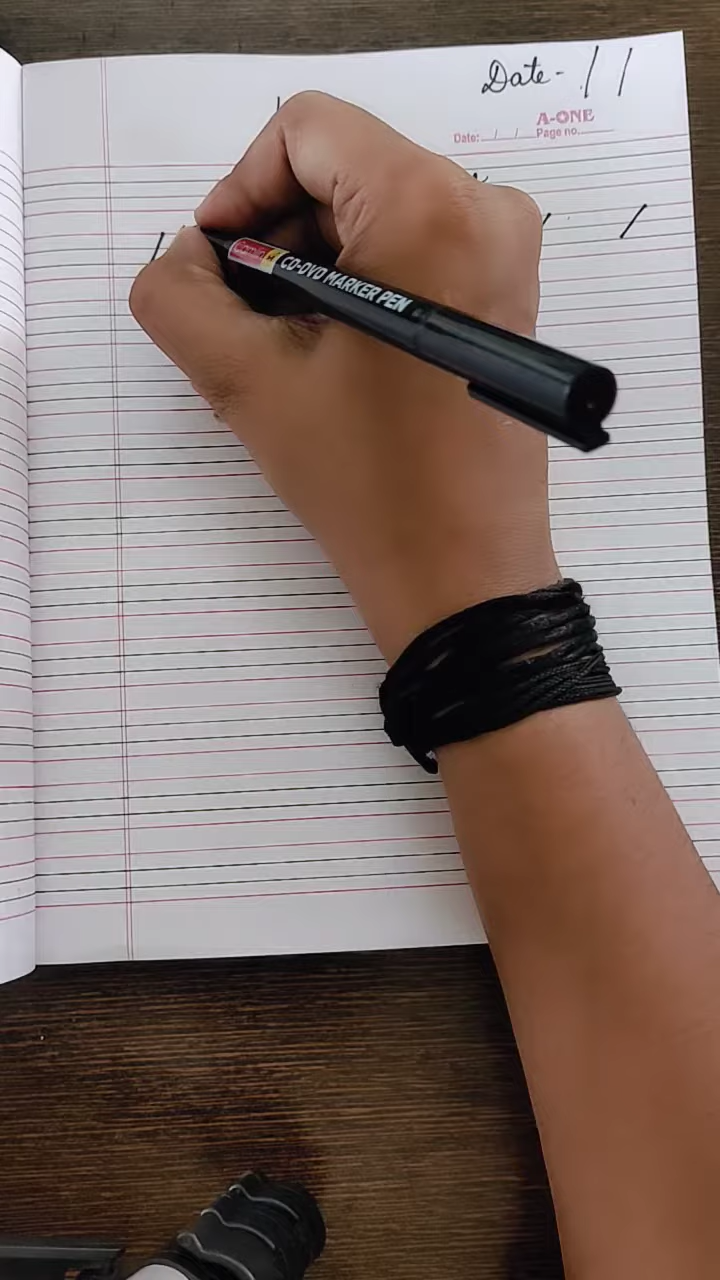 Date - / /
A-ONE
Date: / / Page no.
CD-DVD MARKER PEN